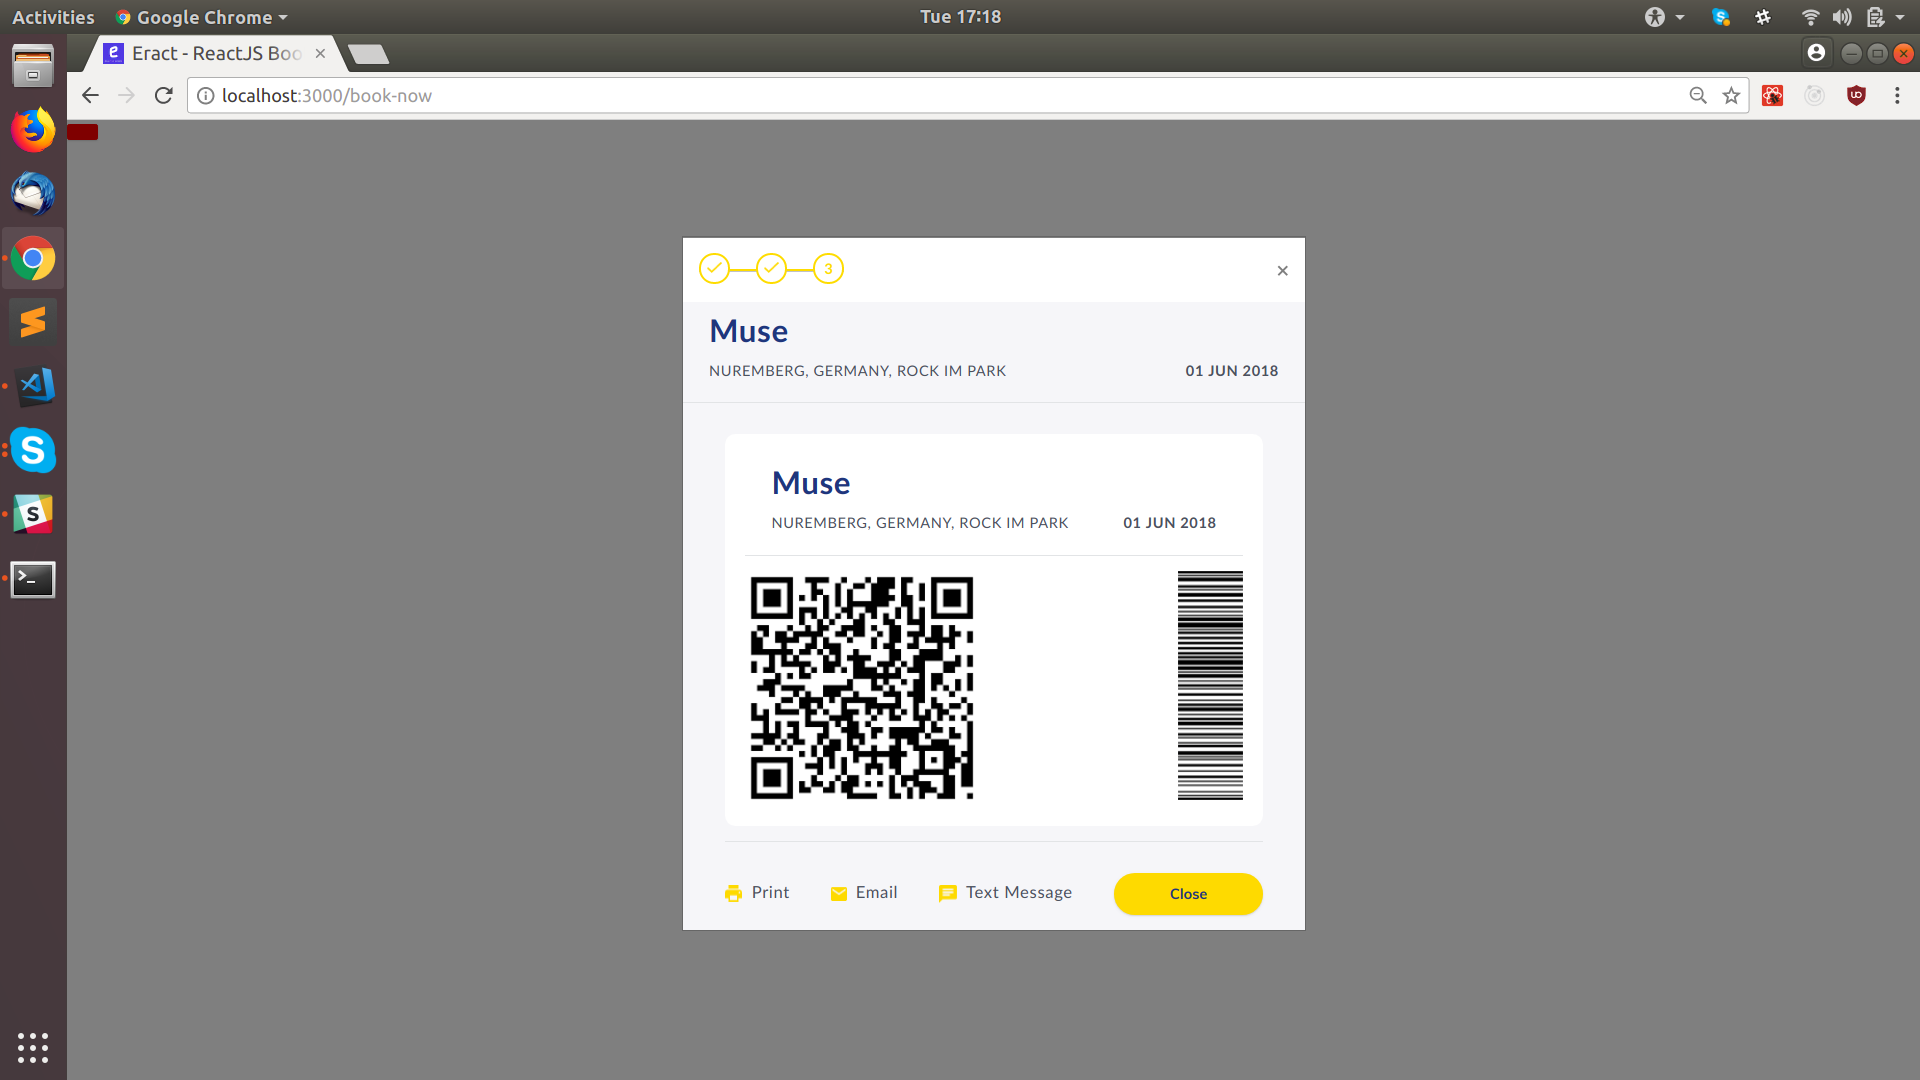 Activities Google Chrome Tue 17:18
Eract - ReactJS Boo
localhost:3000/book-now
3
Muse
NUREMBERG, GERMANY, ROCK IM PARK 01 JUN 2018
Muse
NUREMBERG, GERMANY, ROCK IM PARK 01 JUN 2018
Print Email Text Message Close